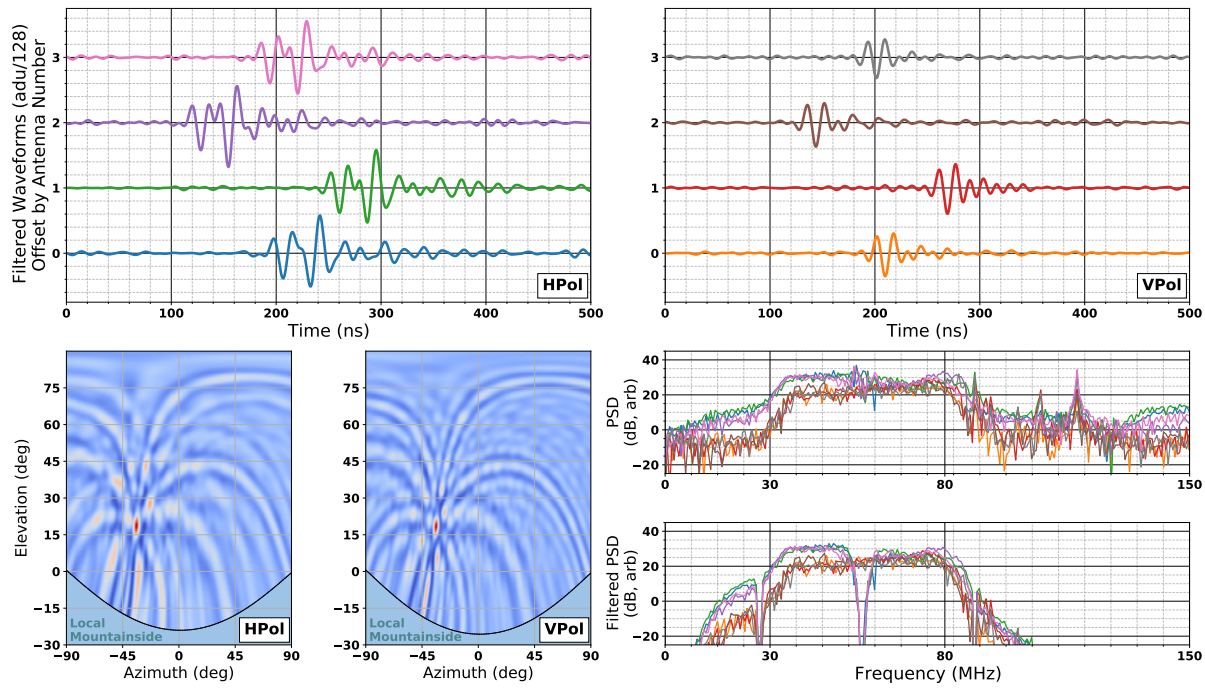 Filtered Waveforms (adu/128)
Offset by Antenna Number
3
2
1
0
HPol
0 100 200 300 400 500
Time (ns)
3
2
1
0
VPol
0 100 200 300 400 500
Time (ns)
Elevation (deg)
75
60
45
30
15
0
−15
−30
Local
Mountainside
HPol
−90 −45 0 45 90
Azimuth (deg)
75
60
45
30
15
0
−15
−30
Local
Mountainside
VPol
−90 −45 0 45 90
Azimuth (deg)
PSD
(dB, arb)
40
20
0
−20
0 30 80 150
Filtered PSD
(dB, arb)
40
20
0
−20
0 30 80 150
Frequency (MHz)